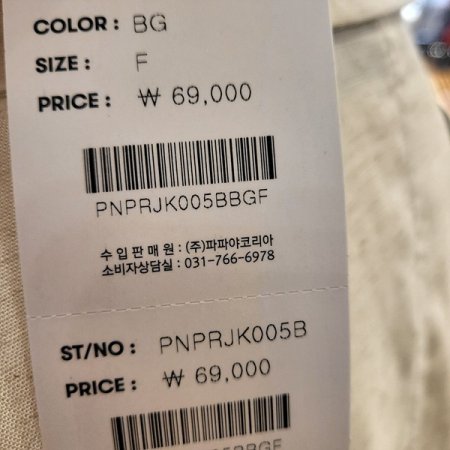 COLOR : BG
SIZE : F
PRICE : ₩ 69,000
PNPRJK005BBGF
수 입 판 매 원 : (주)파파야코리아
소비자상담실 : 031-766-6978
ST/NO : PNPRJK005B
PRICE : ₩ 69,000